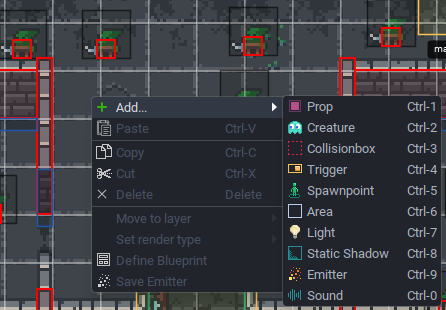 ma
Add...
Paste Ctrl-V
Copy Ctrl-C
Cut Ctrl-X
Delete Delete
Move to layer
Set render type
Define Blueprint
Save Emitter
Prop Ctrl-1
Creature Ctrl-2
Collisionbox Ctrl-3
Trigger Ctrl-4
Spawnpoint Ctrl-5
Area Ctrl-6
Light Ctrl-7
Static Shadow Ctrl-8
Emitter Ctrl-9
Sound Ctrl-0